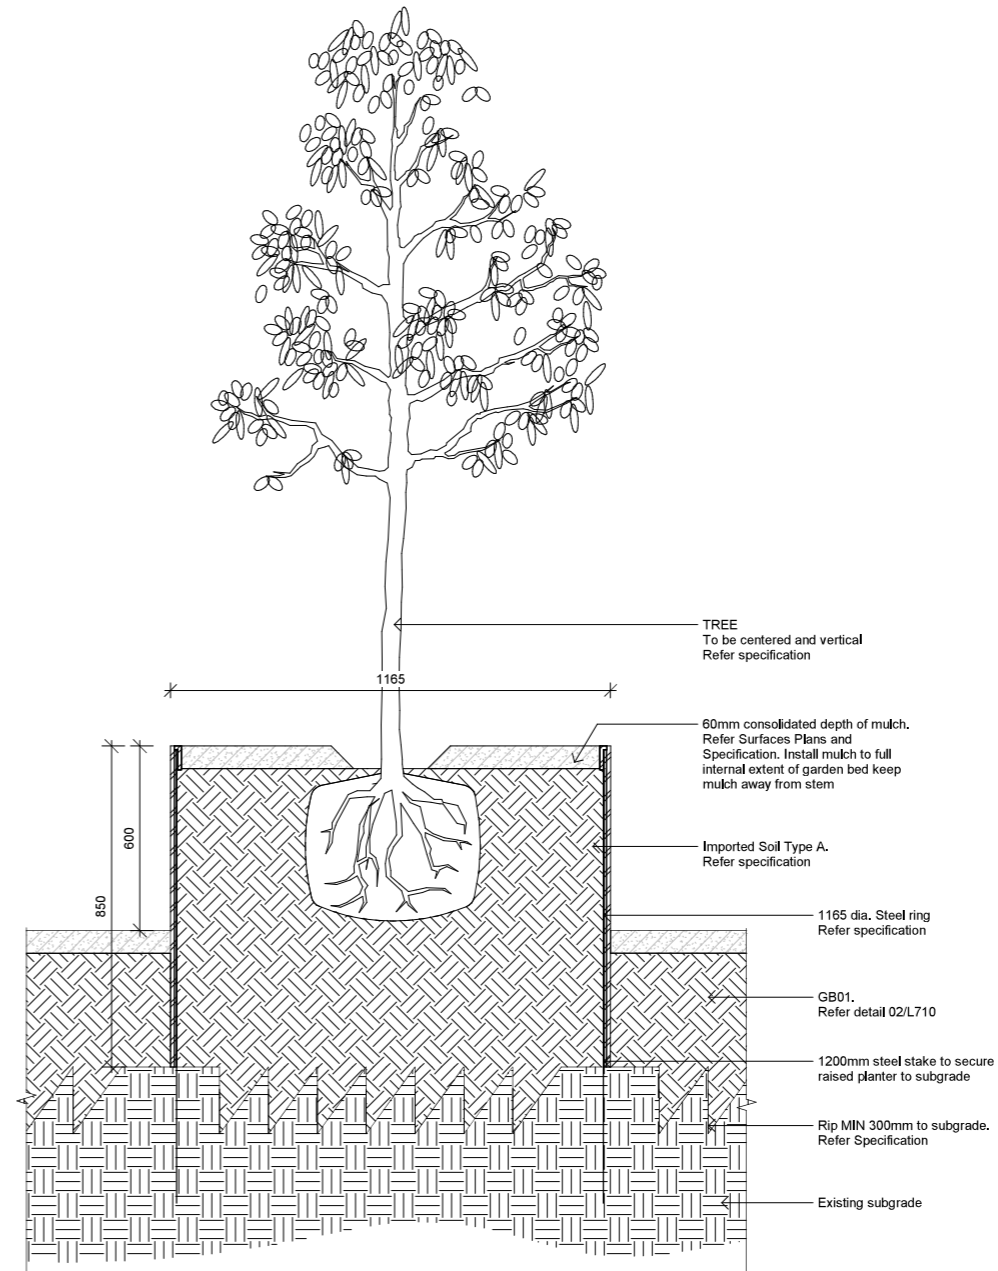 TREE
To be centered and vertical
Refer specification
1165
60mm consolidated depth of mulch.
Refer Surfaces Plans and
Specification. Install mulch to full
internal extent of garden bed keep
mulch away from stem
600
Imported Soil Type A.
Refer specification
850
1165 dia. Steel ring
Refer specification
GB01.
Refer detail 02/L710
1200mm steel stake to secure
raised planter to subgrade
Rip MIN 300mm to subgrade.
Refer Specification
Existing subgrade